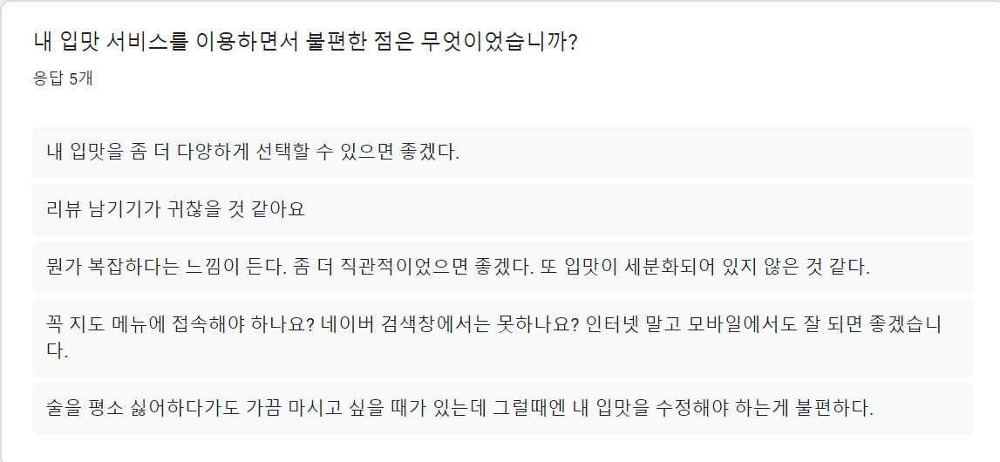 내 입맛 서비스를 이용하면서 불편한 점은 무엇이었습니까?
응답 5개
내 입맛을 좀 더 다양하게 선택할 수 있으면 좋겠다.
리뷰 남기기가 귀찮을 것 같아요
뭔가 복잡하다는 느낌이 든다. 좀 더 직관적이었으면 좋겠다. 또 입맛이 세분화되어 있지 않은 것 같다.
꼭 지도 메뉴에 접속해야 하나요? 네이버 검색창에서는 못하나요? 인터넷 말고 모바일에서도 잘 되면 좋겠습니
다.
술을 평소 싫어하다가도 가끔 마시고 싶을 때가 있는데 그럴때엔 내 입맛을 수정해야 하는게 불편하다.